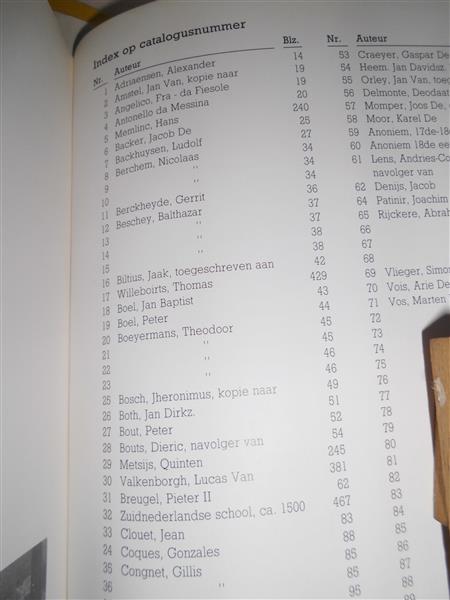 Index op catalogusnummer
Nr. Auteur Blz.
1 Adriaensen, Alexander 14
2 Amstel, Jan Van, kopie naar 19
3 Angelico, Fra - da Fiesole 19
4 Antonello da Messina 20
5 Memlinc, Hans 240
6 Backer, Jacob De 25
7 Backhuysen, Ludolf 27
8 Berchem, Nicolaas 34
9 " 34
10 " 34
11 Berckheyde, Gerrit 36
12 Beschey, Balthazar 37
13 " 37
14 " 38
15 " 38
16 Biltius, Jaak, toegeschreven aan 42
17 Willeboirts, Thomas 429
18 Boel, Jan Baptist 43
19 Boel, Peter 44
20 Boeyermans, Theodoor 45
21 " 45
22 " 46
23 " 46
25 Bosch, Jheronimus, kopie naar 49
26 Both, Jan Dirkz. 51
27 Bout, Peter 52
28 Bouts, Dieric, navolger van 54
29 Metsijs, Quinten 245
30 Valkenborgh, Lucas Van 381
31 Breugel, Pieter II 62
32 Zuidnederlandse school, ca. 1500 467
33 Clouet, Jean 83
24 Coques, Gonzales 88
35 Congnet, Gillis 85
36 " 85
95
Nr. Auteur
53 Craeyer, Gaspar De
54 Heem. Jan Davidsz.
55 Orley, Jan Van, toeg
56 Delmonte, Deodaat
57 Momper, Joos De,
58 Moor, Karel De
59 Anoniem, 17de-18
60 Anoniem 18de ee
61 Lens, Andries-Co
navolger van
62 Denijs, Jacob
64 Patinir, Joachim
65 Rijckere, Abrah
66
67
68
69 Vlieger, Simo
70 Vois, Arie De
71 Vos, Marten
72
73
74
75
76
77
78
79
80
81
82
83
84
85
86
87
88
89